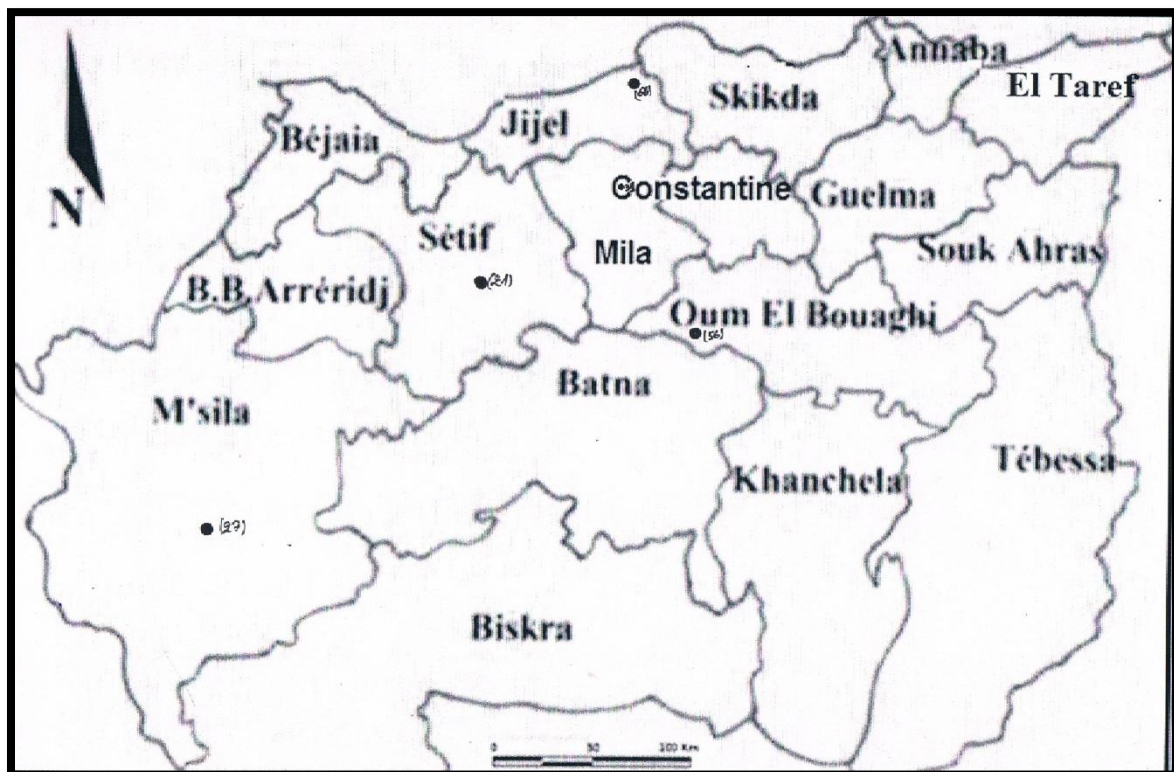 Annaba
El Taref
Skikda
Jijel
Béjaia
N
Constantine
Guelma
Sétif
Mila
Souk Ahras
B.B.Arréridj
Oum El Bouaghi
(56)
Batna
M'sila
Tébessa
Khanchela
(27)
Biskra
0 50 100 Km